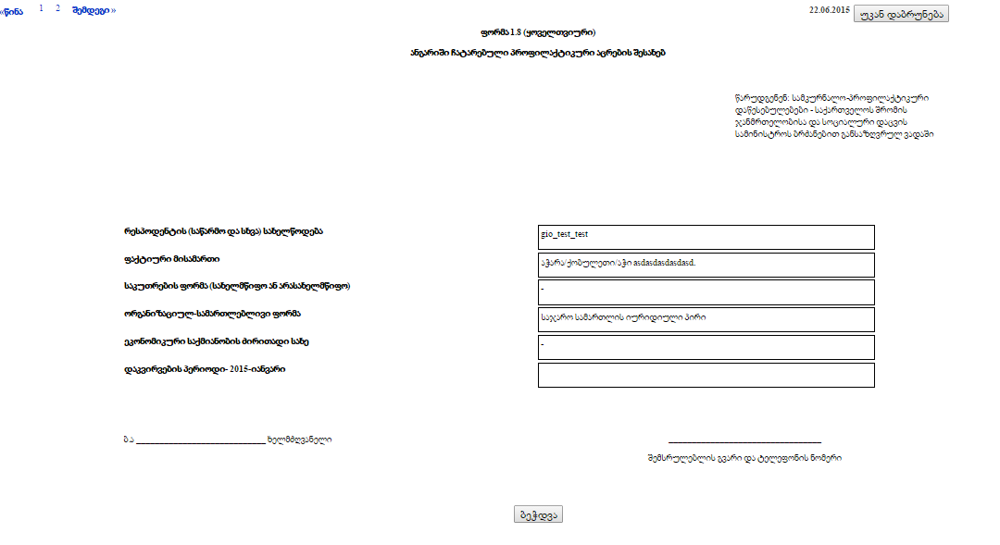 «წინა 1 2 შემდეგი » 22.06.2015 უკან დაბრუნება
ფორმა 1.8 (ყოველთვიური)
ანგარიში ჩატარებული პროფილაქტიკური აცრების შესახებ
წარუდგენენ: სამკურნალო-პროფილაქტიკური
დაწესებულებები - საქართველოს შრომის
ჯანმრთელობისა და სოციალური დაცვის
სამინისტროს ბრძანებით განსაზღვრულ ვადაში
რესპოდენტის (საწარმო და სხვა) სახელწოდება gio_test_test
ფაქტიური მისამართი აჭარა/ქობულეთი/აჭი asdasdasdasdasd.
საკუთრების ფორმა (სახელმწიფო ან არასახელმწიფო) -
ორგანიზაციულ-სამართლებლივი ფორმა საჯარო სამართლის იურიდიული პირი
ეკონომიკური საქმიანობის ძირითადი სახე -
დაკვირვების პერიოდი- 2015-იანვარი
ბ.ა ____________________________ ხელმძღვანელი _________________________________
შემსრულებლის გვარი და ტელეფონის ნომერი
ბეჭდვა